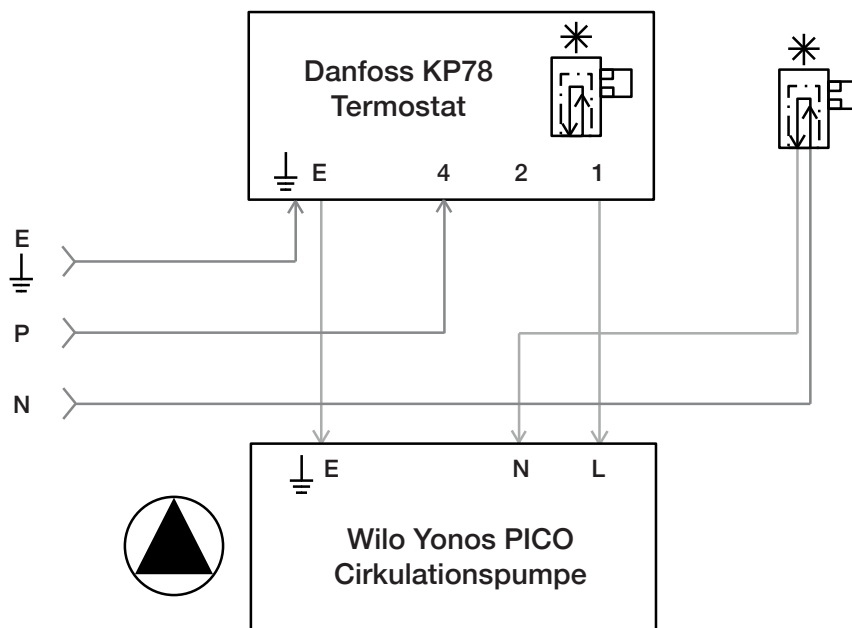 Danfoss KP78
Termostat
E 4 2 1
E
P
N
E N L
Wilo Yonos PICO
Cirkulationspumpe